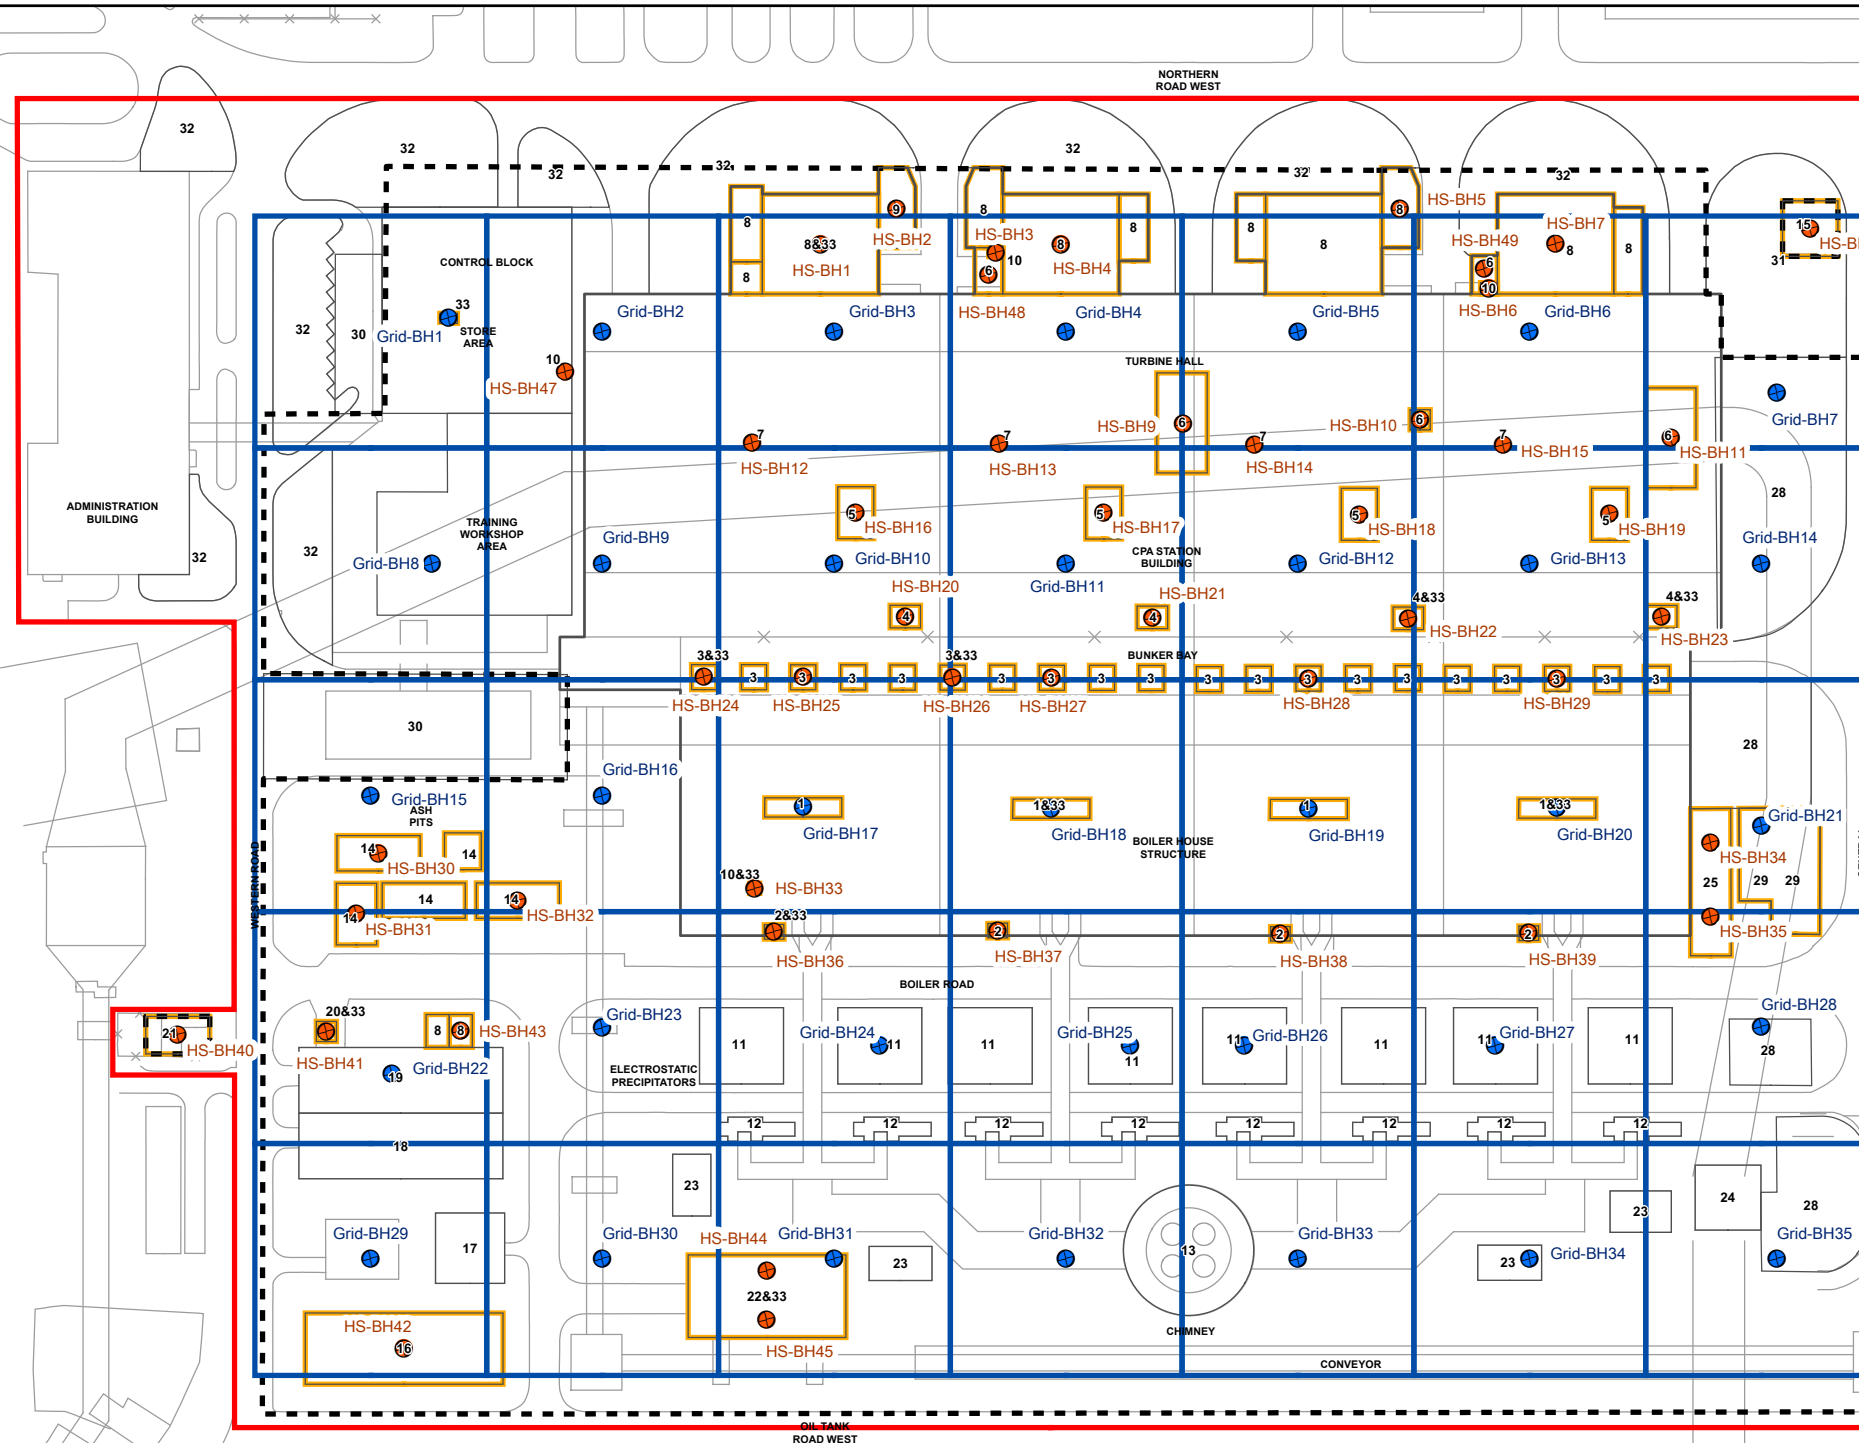 NORTHERN
ROAD WEST
32
32
32
32
32
32
32
8
9
8
8
8
HS-BH5
8&33
HS-BH1
HS-BH2
HS-BH3
10
8
HS-BH4
8
8
8
HS-BH49
HS-BH7
8
8
15
HS-B
31
CONTROL BLOCK
8
6
HS-BH48
6
10
HS-BH6
33
Grid-BH1
STORE
AREA
32
30
Grid-BH2
Grid-BH3
Grid-BH4
Grid-BH5
Grid-BH6
TURBINE HALL
10
HS-BH47
Grid-BH7
7
HS-BH12
7
HS-BH13
HS-BH9
6
7
HS-BH14
HS-BH10
6
7
HS-BH15
6
HS-BH11
28
ADMINISTRATION
BUILDING
32
32
TRAINING
WORKSHOP
AREA
5
HS-BH16
5
HS-BH17
5
HS-BH18
5
HS-BH19
Grid-BH8
Grid-BH9
Grid-BH10
Grid-BH11
CPA STATION
BUILDING
Grid-BH12
Grid-BH13
Grid-BH14
HS-BH20
4
HS-BH21
4
4&33
HS-BH22
4&33
HS-BH23
BUNKER BAY
3&33
3
3
3
3
3&33
3
3
3
3
3
3
3
3
3
3
3
3
3
3
HS-BH24
HS-BH25
HS-BH26
HS-BH27
HS-BH28
HS-BH29
30
28
Grid-BH15
Grid-BH16
ASH
PITS
1
Grid-BH17
1&33
Grid-BH18
1
Grid-BH19
1&33
Grid-BH20
Grid-BH21
BOILER HOUSE
STRUCTURE
WESTERN ROAD
14
HS-BH30
14
14
HS-BH31
14
14
HS-BH32
10&33
HS-BH33
HS-BH34
25
29
29
HS-BH35
2&33
HS-BH36
2
HS-BH37
2
HS-BH38
2
HS-BH39
BOILER ROAD
21
HS-BH40
20&33
HS-BH41
8
8
HS-BH43
19
Grid-BH22
Grid-BH23
ELECTROSTATIC
PRECIPITATORS
11
Grid-BH24
11
11
Grid-BH25
11
11
Grid-BH26
11
11
Grid-BH27
11
Grid-BH28
28
12
12
12
12
12
12
12
12
18
23
24
28
23
Grid-BH29
17
Grid-BH30
HS-BH44
Grid-BH31
23
Grid-BH32
13
Grid-BH33
23
Grid-BH34
Grid-BH35
22&33
HS-BH45
HS-BH42
16
CHIMNEY
CONVEYOR
OIL TANK
ROAD WEST